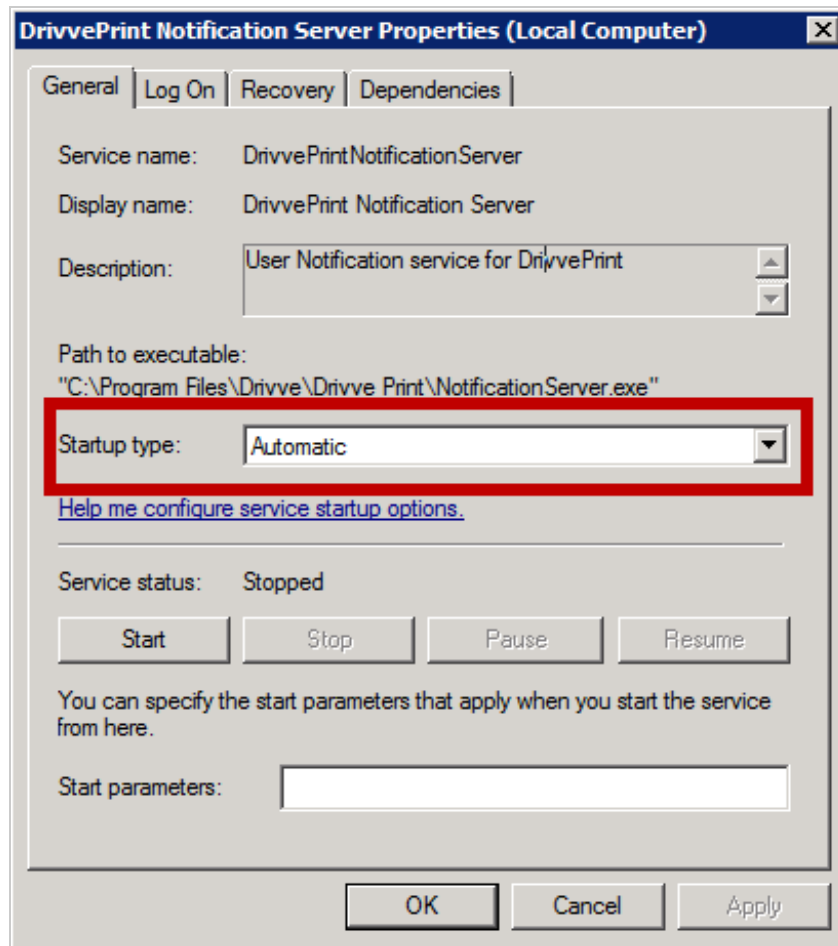 DrivvePrint Notification Server Properties (Local Computer)
General Log On Recovery Dependencies
Service name: DrivvePrintNotificationServer
Display name: DrivvePrint Notification Server
Description: User Notification service for DrivvePrint
Path to executable:
"C:\Program Files\Drivve\Drivve Print\NotificationServer.exe"
Startup type: Automatic
Help me configure service startup options.
Service status: Stopped
Start Stop Pause Resume
You can specify the start parameters that apply when you start the service
from here.
Start parameters:
OK Cancel Apply